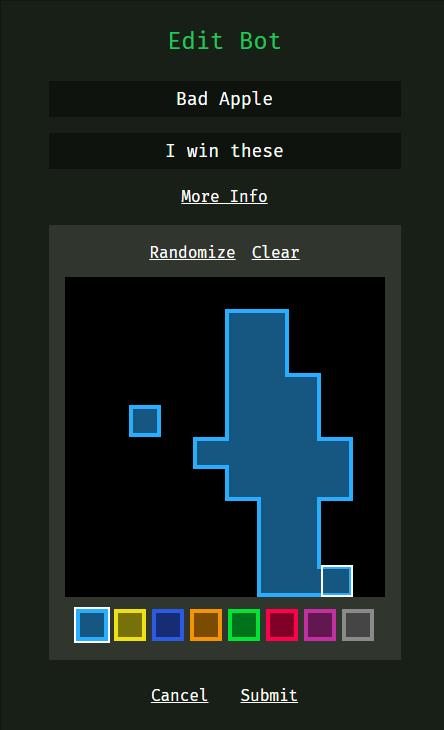 Edit Bot
Bad Apple
I win these
More Info
Randomize Clear
Cancel Submit